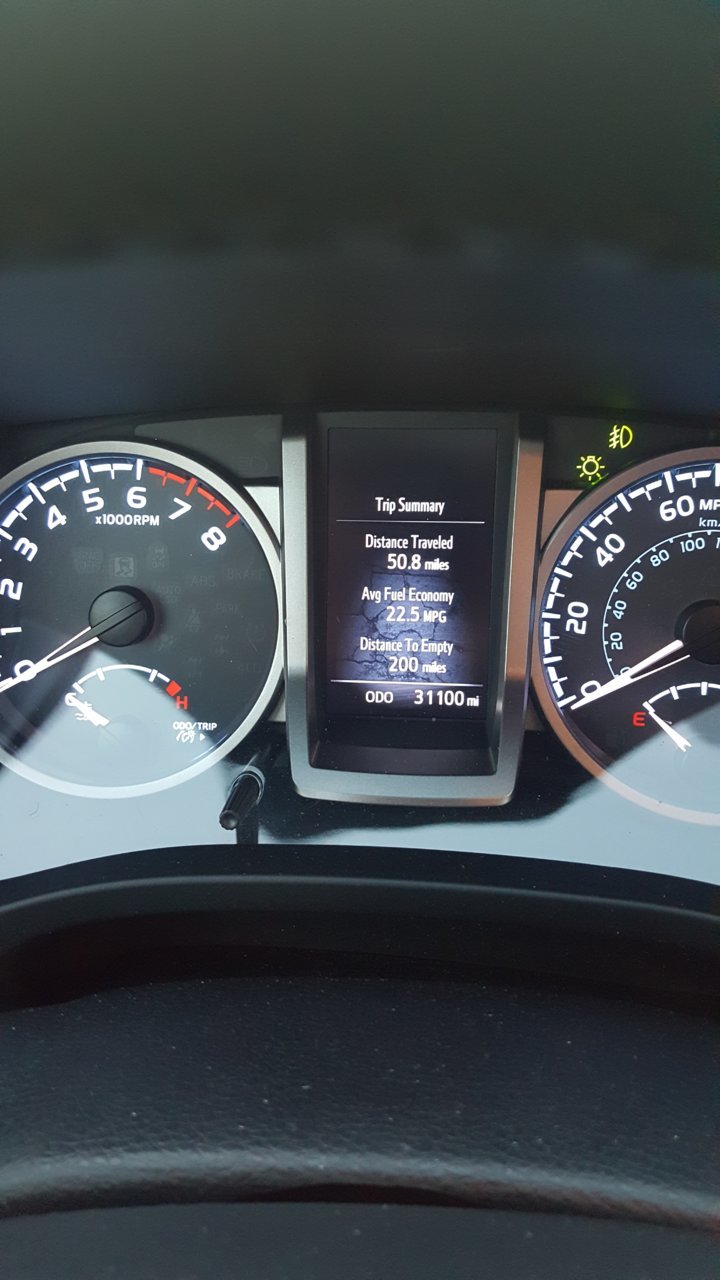 Trip Summary
Distance Traveled
50.8 miles
Avg Fuel Economy
22.5 MPG
Distance To Empty
200 miles
ODO 31100 mi
0
1
2
3
4
5
6
7
8
x1000RPM
ABS
BRAKE
H
ODO/TRIP
0
20
40
60
20
40
60
80
100
E